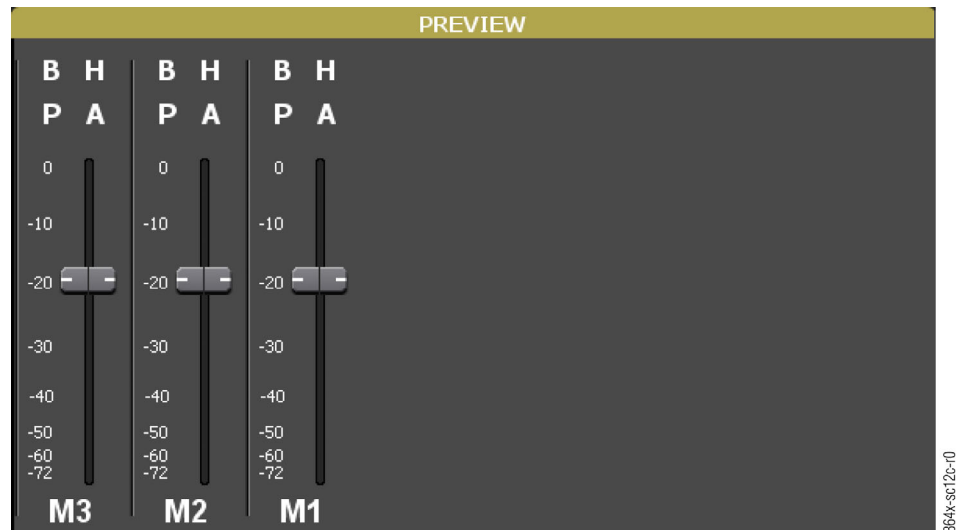 PREVIEW
B H B H B H
P A P A P A
0 0 0
-10 -10 -10
-20 -20 -20
-30 -30 -30
-40 -40 -40
-50 -50 -50
-60 -60 -60
-72 -72 -72
M3 M2 M1
864x-sc12c-r0